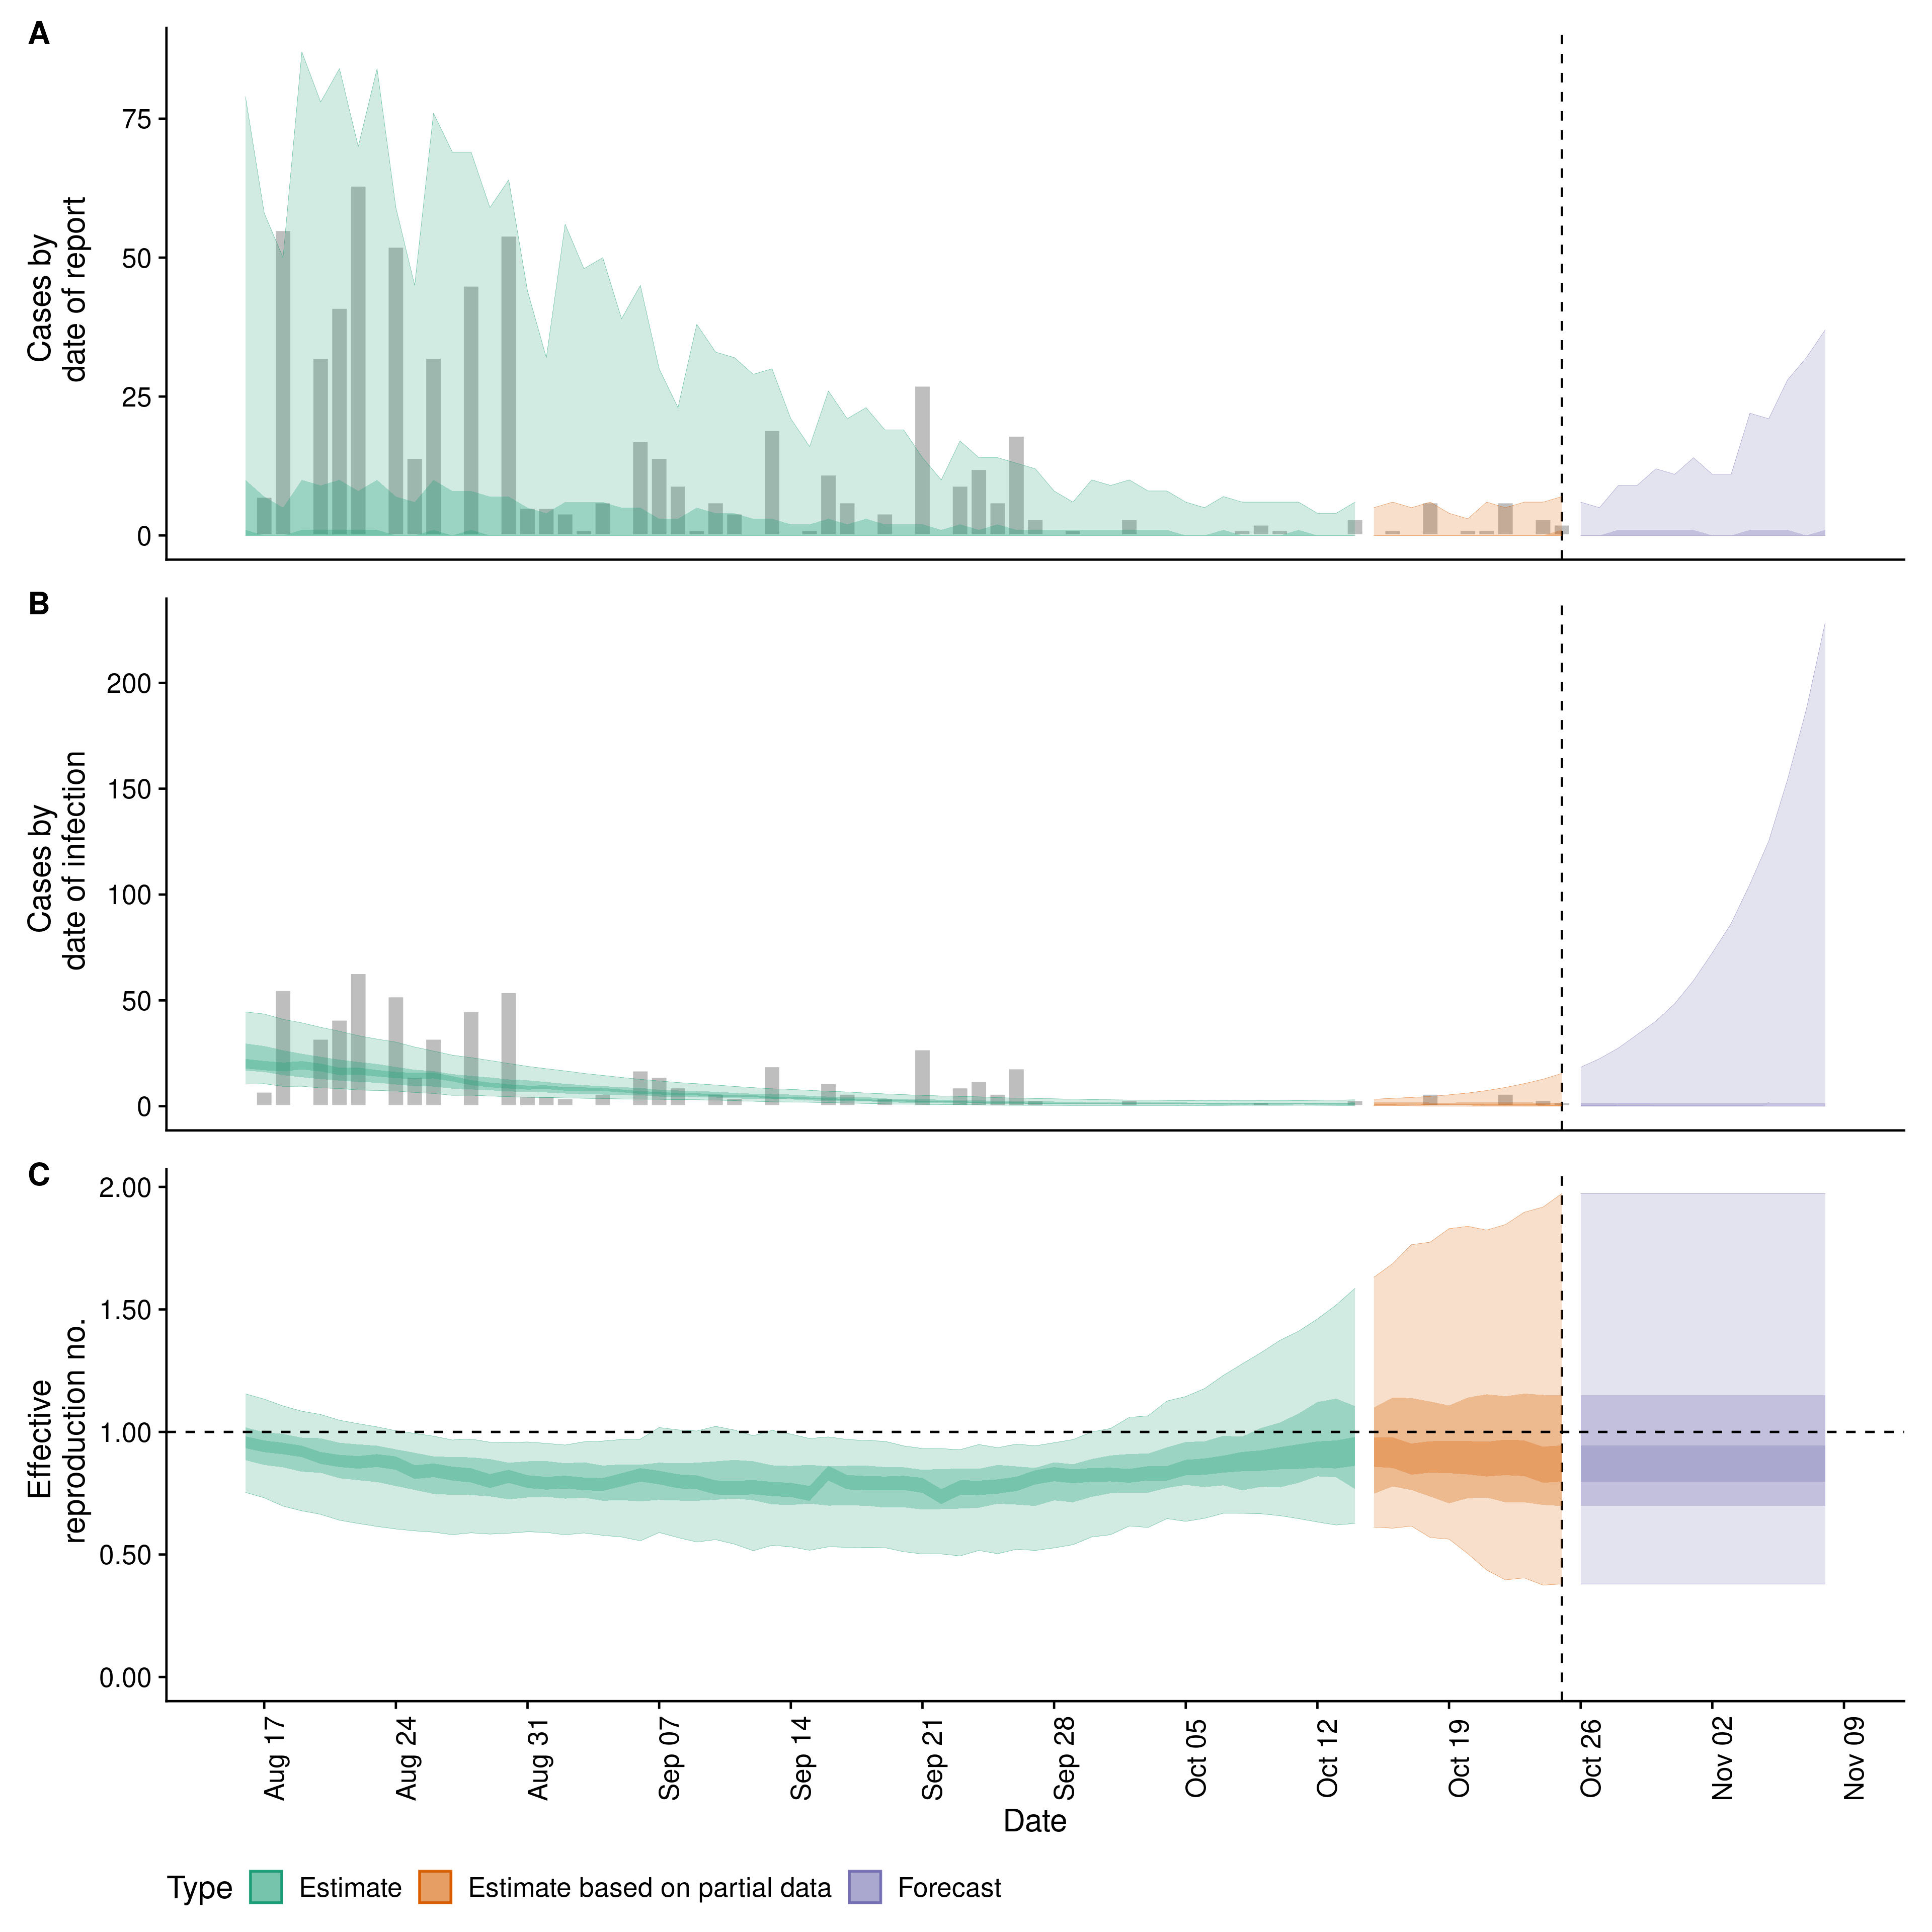 A
Cases by
date of report
75
50
25
0
B
Cases by
date of infection
200
150
100
50
0
C
Effective
reproduction no.
2.00
1.50
1.00
0.50
0.00
Aug 17
Aug 24
Aug 31
Sep 07
Sep 14
Sep 21
Sep 28
Oct 05
Oct 12
Oct 19
Oct 26
Nov 02
Nov 09
Date
Type Estimate Estimate based on partial data Forecast